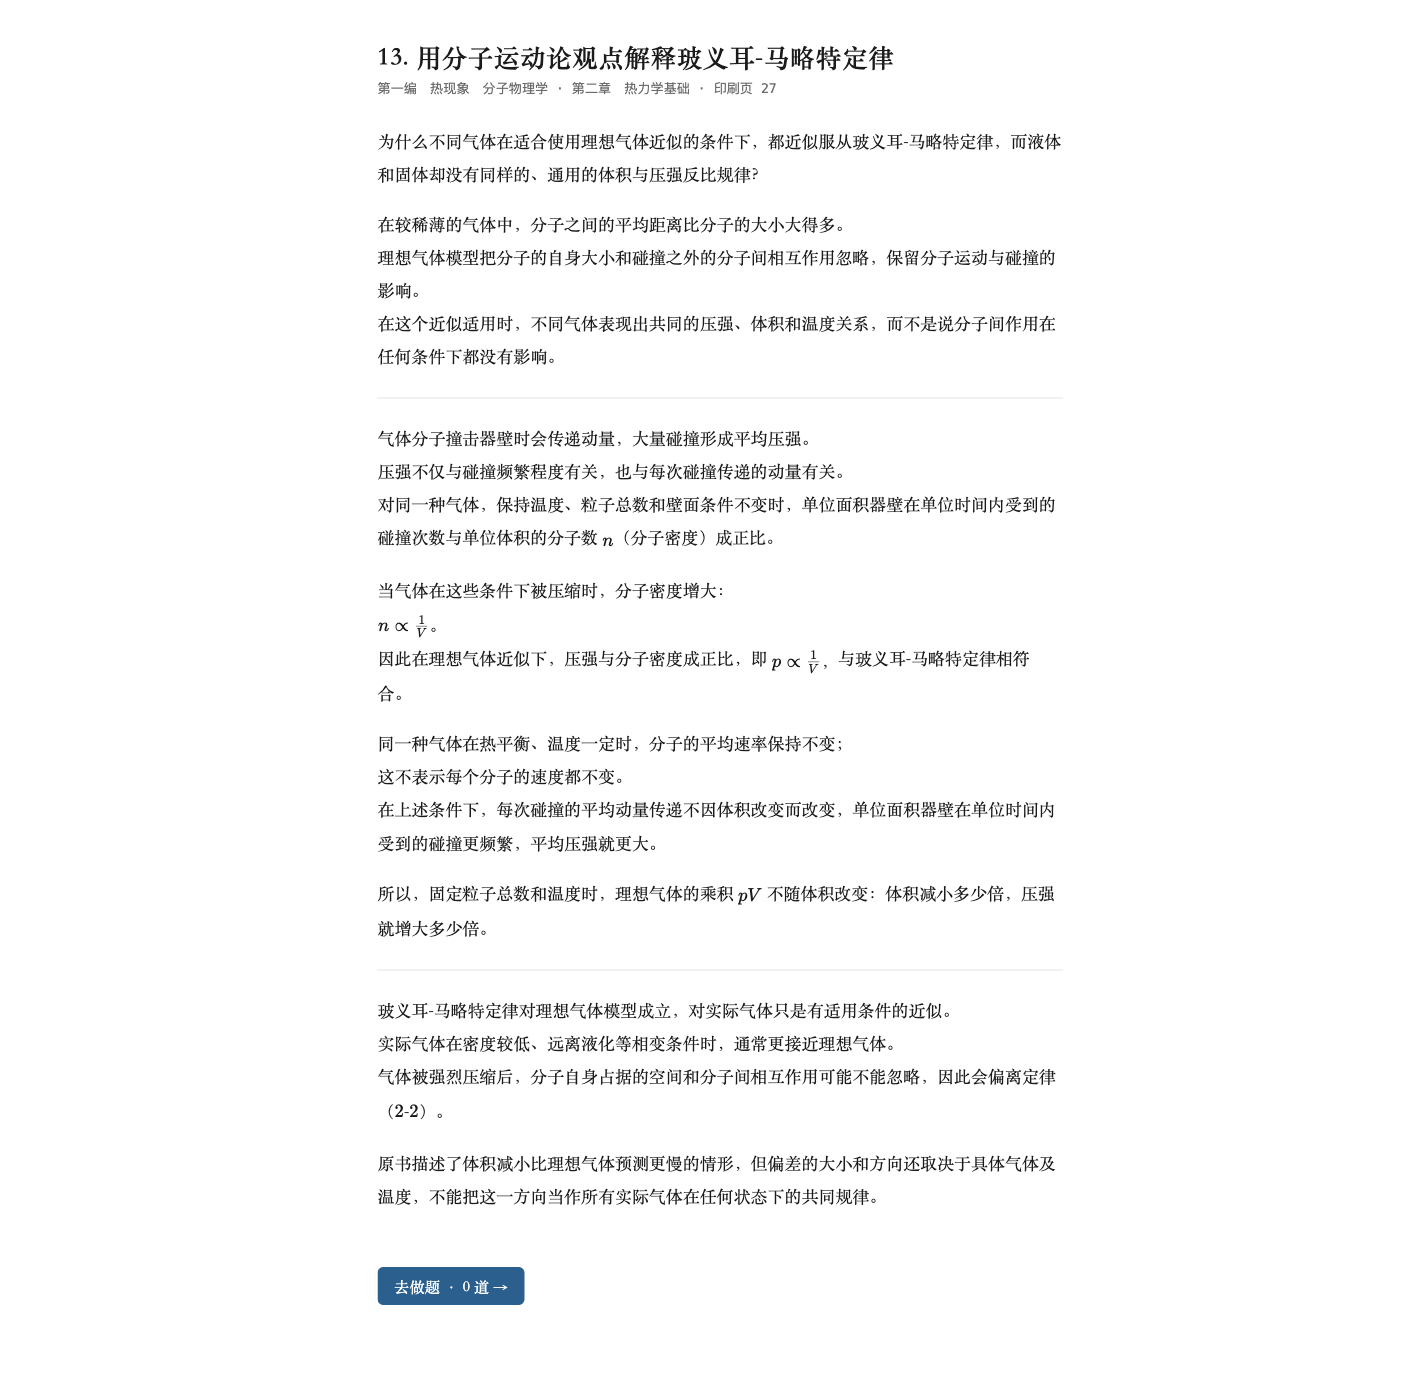 13. 用分子运动论观点解释玻义耳-马略特定律
第一编 热现象 分子物理学 · 第二章 热力学基础 · 印刷页 27
为什么不同气体在适合使用理想气体近似的条件下，都近似服从玻义耳-马略特定律，而液体
和固体却没有同样的、通用的体积与压强反比规律？
在较稀薄的气体中，分子之间的平均距离比分子的大小大得多。
理想气体模型把分子的自身大小和碰撞之外的分子间相互作用忽略，保留分子运动与碰撞的
影响。
在这个近似适用时，不同气体表现出共同的压强、体积和温度关系，而不是说分子间作用在
任何条件下都没有影响。
气体分子撞击器壁时会传递动量，大量碰撞形成平均压强。
压强不仅与碰撞频繁程度有关，也与每次碰撞传递的动量有关。
对同一种气体，保持温度、粒子总数和壁面条件不变时，单位面积器壁在单位时间内受到的
碰撞次数与单位体积的分子数 n（分子密度）成正比。
当气体在这些条件下被压缩时，分子密度增大：
n ∝ 1/V。
因此在理想气体近似下，压强与分子密度成正比，即 p ∝ 1/V，与玻义耳-马略特定律相符
合。
同一种气体在热平衡、温度一定时，分子的平均速率保持不变；
这不表示每个分子的速度都不变。
在上述条件下，每次碰撞的平均动量传递不因体积改变而改变，单位面积器壁在单位时间内
受到的碰撞更频繁，平均压强就更大。
所以，固定粒子总数和温度时，理想气体的乘积 pV 不随体积改变：体积减小多少倍，压强
就增大多少倍。
玻义耳-马略特定律对理想气体模型成立，对实际气体只是有适用条件的近似。
实际气体在密度较低、远离液化等相变条件时，通常更接近理想气体。
气体被强烈压缩后，分子自身占据的空间和分子间相互作用可能不能忽略，因此会偏离定律
（2-2）。
原书描述了体积减小比理想气体预测更慢的情形，但偏差的大小和方向还取决于具体气体及
温度，不能把这一方向当作所有实际气体在任何状态下的共同规律。
去做题 · 0 道 →